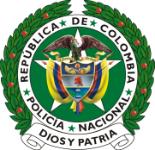 REPÚBLICA DE COLOMBIA
POLICÍA NACIONAL
DIOS Y PATRIA